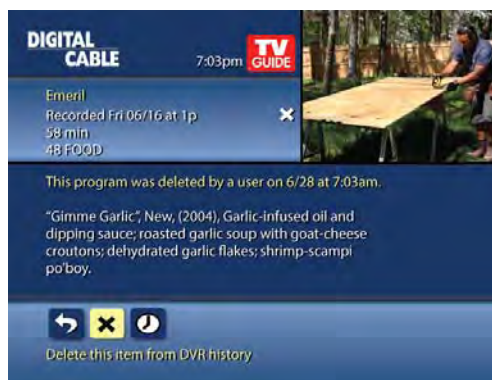 DIGITAL
CABLE
7:03pm
TV
GUIDE
Emeril
Recorded Fri 06/16 at 1p
58 min
48 FOOD
This program was deleted by a user on 6/28 at 7:03am.
"Gimme Garlic", New, (2004), Garlic-infused oil and
dipping sauce; roasted garlic soup with goat-cheese
croutons; dehydrated garlic flakes; shrimp-scampi
po'boy.
Delete this item from DVR history